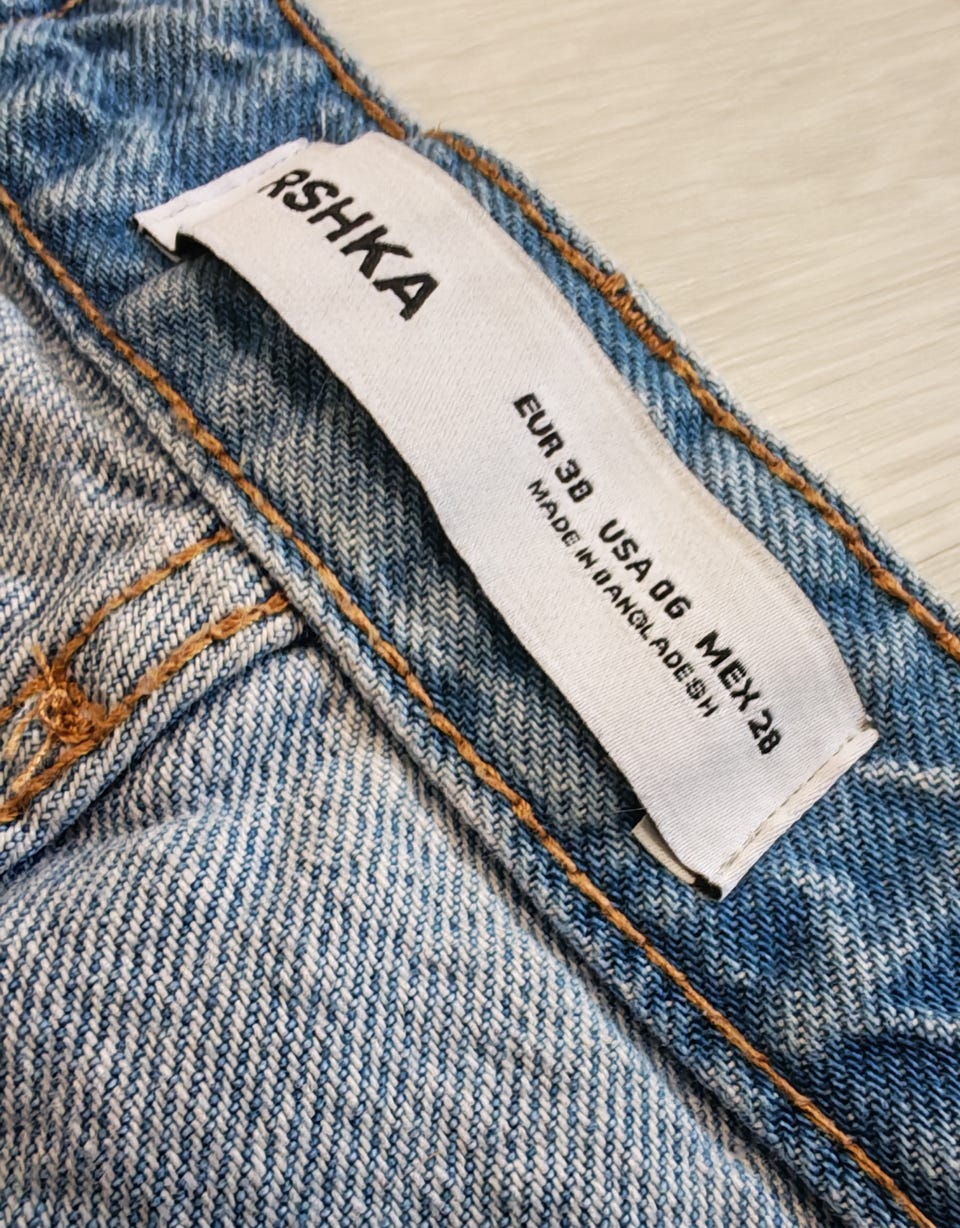 RSHKA
EUR 38 USA 06 MEX 28
MADE IN BANGLADESH